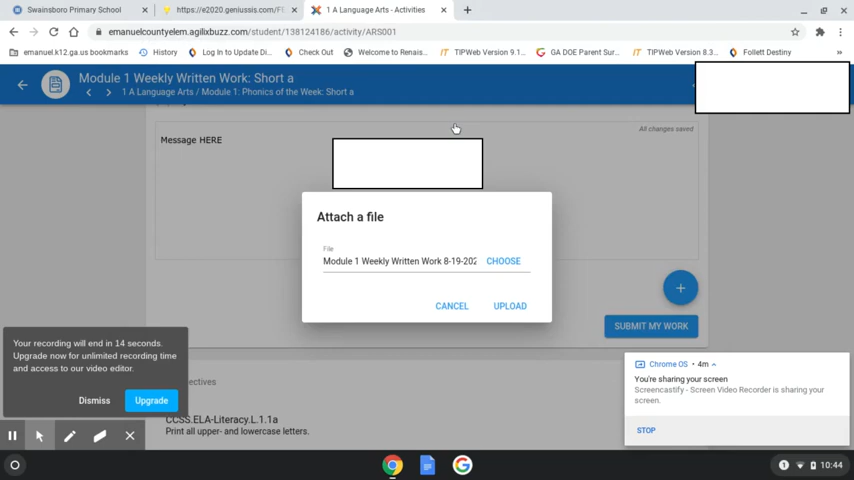 Swainsboro Primary School
https://e2020.geniussis.com/F
1 A Language Arts - Activities
emanuelcountyelem.agilixbuzz.com/student/138124186/activity/ARS001
emanuel.k12.ga.us bookmarks
History
Log In to Update Di...
Check Out
Welcome to Renais...
TIPWeb Version 9.1...
GA DOE Parent Sur...
TIPWeb Version 8.3...
Follett Destiny
»
Module 1 Weekly Written Work: Short a
1 A Language Arts / Module 1: Phonics of the Week: Short a
All changes saved
Message HERE
Attach a file
File
Module 1 Weekly Written Work 8-19-202
CHOOSE
CANCEL
UPLOAD
SUBMIT MY WORK
Your recording will end in 14 seconds.
Upgrade now for unlimited recording time
and access to our video editor.
Dismiss
Upgrade
ectives
CCSS.ELA-Literacy.L.1.1a
Print all upper- and lowercase letters.
Chrome OS • 4m
You're sharing your screen
Screencastify - Screen Video Recorder is sharing your
screen.
STOP
1
10:44